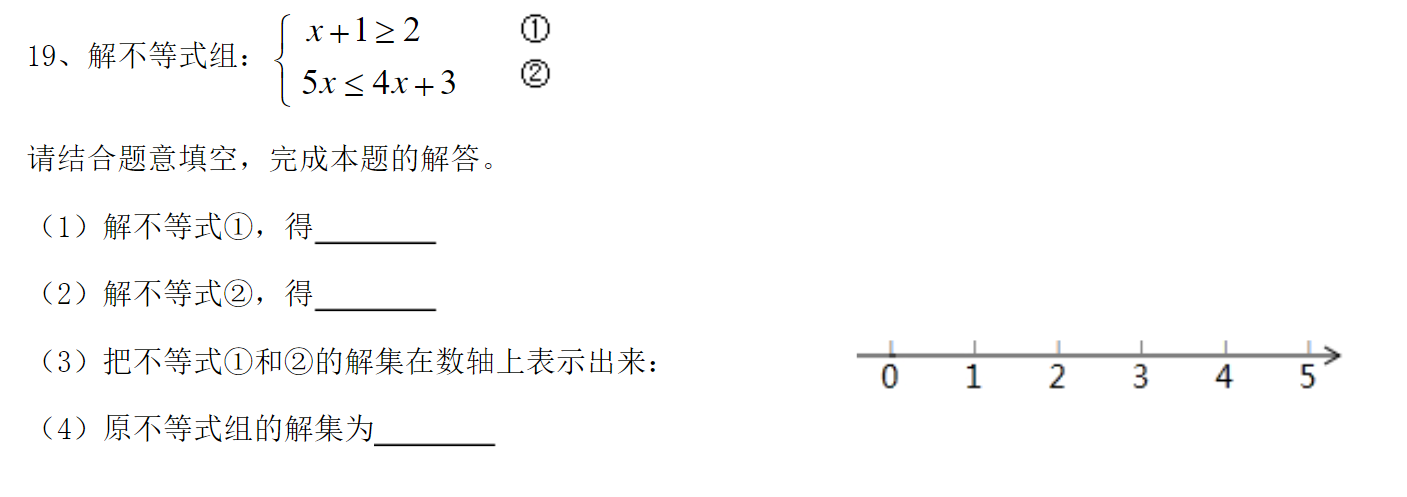 19、解不等式组：{ x+1≥2 ①
5x≤4x+3 ②
请结合题意填空，完成本题的解答。
（1）解不等式①，得________
（2）解不等式②，得________
（3）把不等式①和②的解集在数轴上表示出来：
0 1 2 3 4 5
（4）原不等式组的解集为________